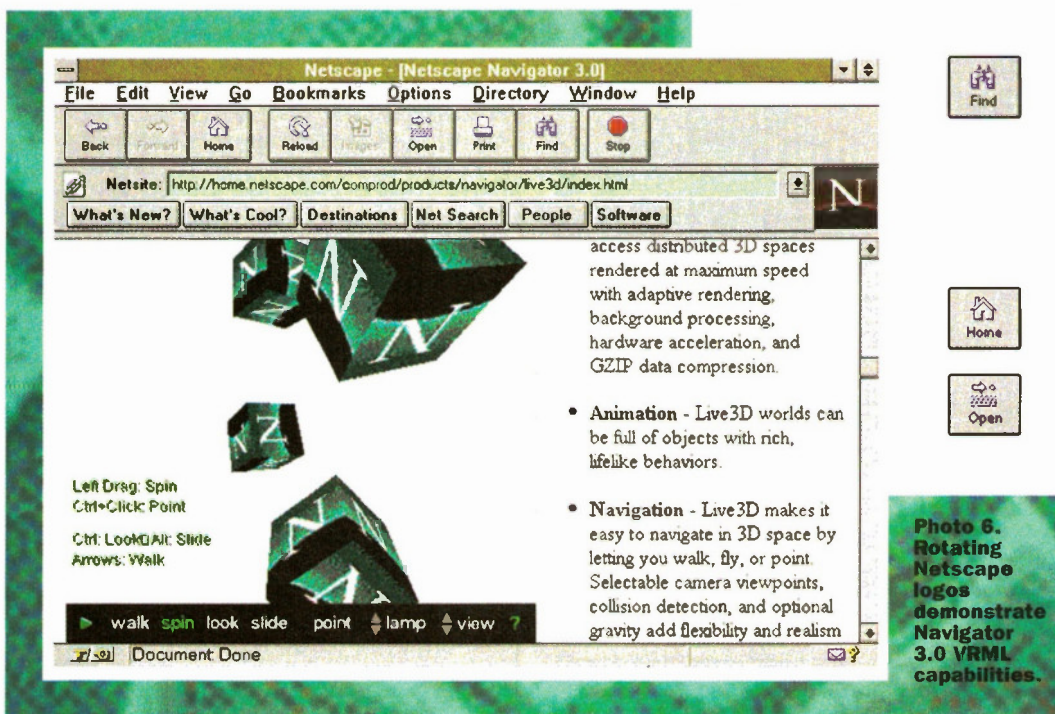 Netscape - [Netscape Navigator 3.0]
File Edit View Go Bookmarks Options Directory Window Help
Back Forward Home Reload Images Open Print Find Stop
Netsite: http://home.netscape.com/comprod/products/navigator/live3d/index.html
N
What's New? What's Cool? Destinations Net Search People Software
access distributed 3D spaces
rendered at maximum speed
with adaptive rendering,
background processing,
hardware acceleration, and
GZIP data compression.
• Animation - Live3D worlds can
be full of objects with rich,
lifelike behaviors.
• Navigation - Live3D makes it
easy to navigate in 3D space by
letting you walk, fly, or point.
Selectable camera viewpoints,
collision detection, and optional
gravity add flexibility and realism
N N N N
N Z
N N N
Left Drag: Spin
Ctrl+Click: Point
Ctrl: Look Alt: Slide
Arrows: Walk
walk spin look slide point lamp view ?
Document: Done
Find
Home
Open
Photo 6.
Rotating
Netscape
logos
demonstrate
Navigator
3.0 VRML
capabilities.